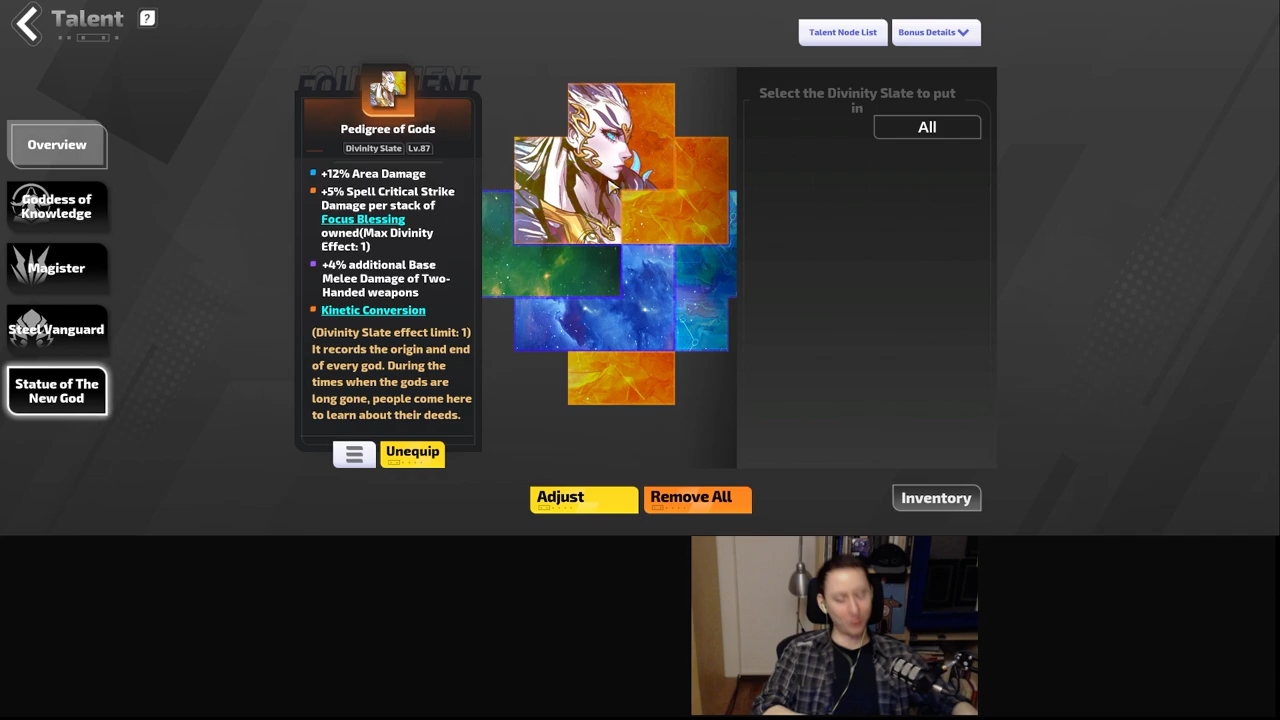 Talent
?
Talent Node List
Bonus Details
Overview
Goddess of
Knowledge
Magister
Steel Vanguard
Statue of The
New God
Pedigree of Gods
Divinity Slate
Lv.87
+12% Area Damage
+5% Spell Critical Strike
Damage per stack of
Focus Blessing
owned(Max Divinity
Effect: 1)
+4% additional Base
Melee Damage of Two-
Handed weapons
Kinetic Conversion
(Divinity Slate effect limit: 1)
It records the origin and end
of every god. During the
times when the gods are
long gone, people come here
to learn about their deeds.
Unequip
Select the Divinity Slate to put
in
All
Adjust
Remove All
Inventory